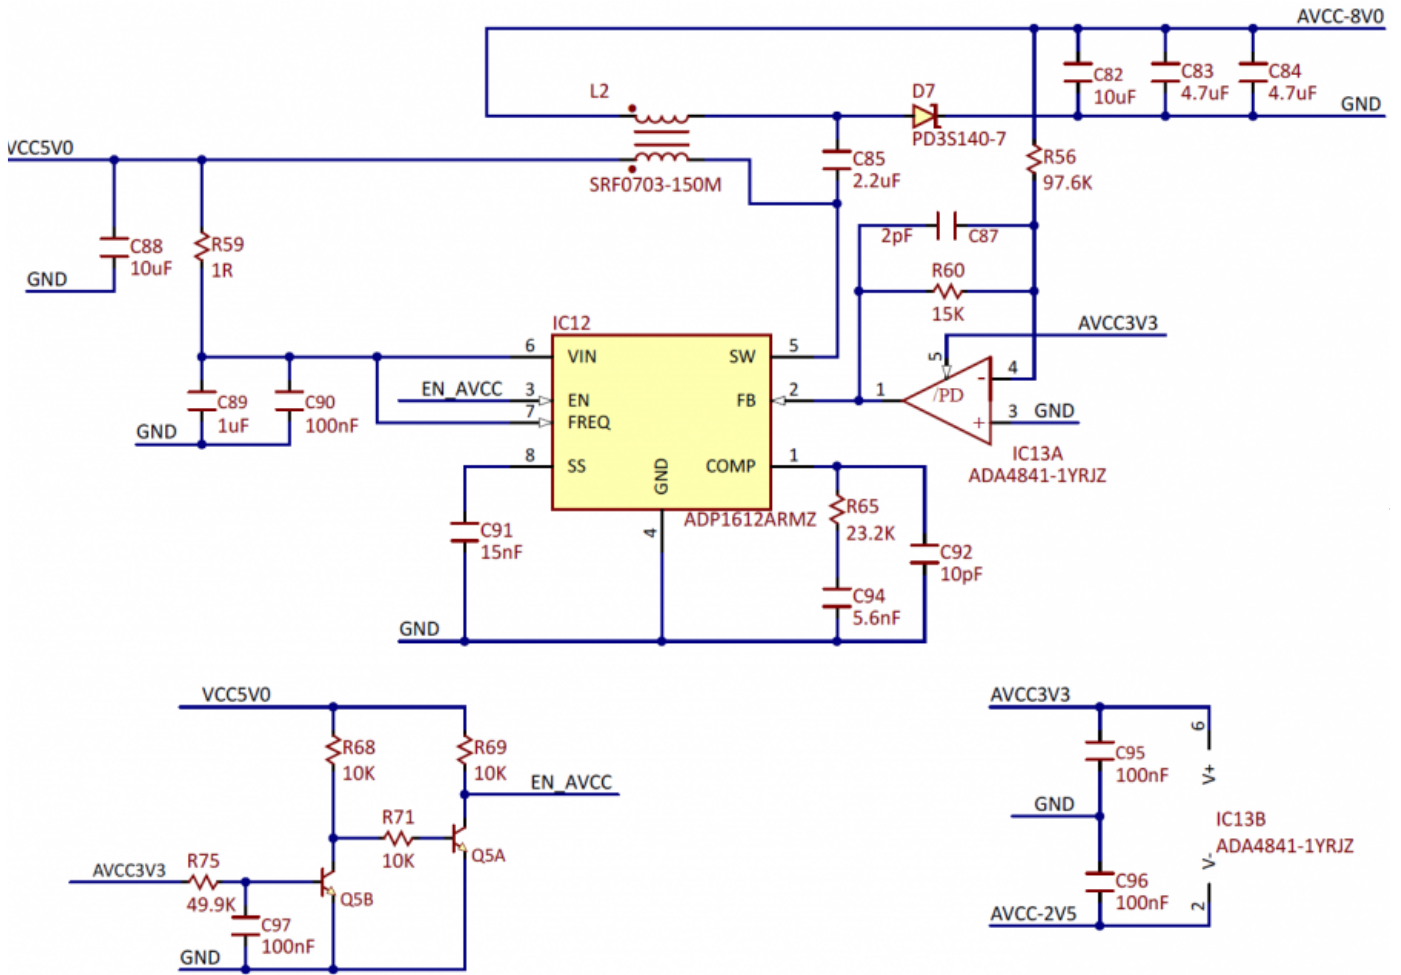 AVCC-8V0
L2
D7
C82
10uF
C83
4.7uF
C84
4.7uF
GND
PD3S140-7
VCC5V0
C85
2.2uF
R56
97.6K
SRF0703-150M
2pF
C87
C88
10uF
R59
1R
GND
R60
15K
AVCC3V3
IC12
6
VIN
SW
5
5
4
-
EN_AVCC
3
EN
FB
2
1
/PD
C89
1uF
C90
100nF
7
FREQ
+
3
GND
GND
IC13A
ADA4841-1YRJZ
8
SS
GND
COMP
1
4
ADP1612ARMZ
R65
23.2K
C91
15nF
C92
10pF
C94
5.6nF
GND
VCC5V0
R68
10K
R69
10K
EN_AVCC
R71
10K
Q5A
AVCC3V3
R75
49.9K
Q5B
C97
100nF
GND
AVCC3V3
6
C95
100nF
V+
GND
IC13B
ADA4841-1YRJZ
V-
C96
100nF
2
AVCC-2V5